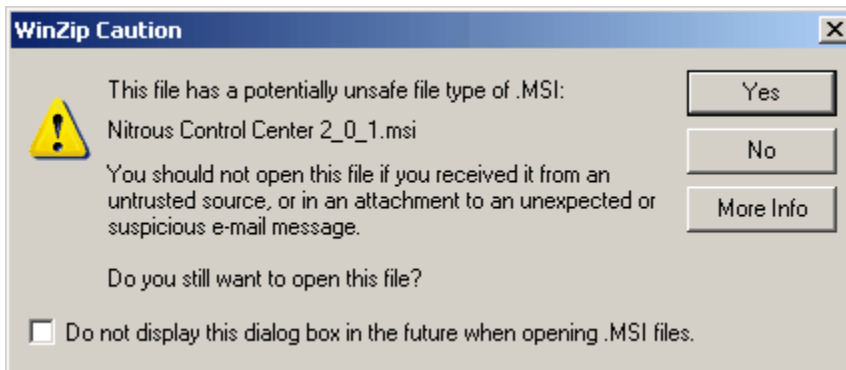 WinZip Caution
This file has a potentially unsafe file type of .MSI:
Nitrous Control Center 2_0_1.msi
You should not open this file if you received it from an
untrusted source, or in an attachment to an unexpected or
suspicious e-mail message.
Do you still want to open this file?
Yes
No
More Info
Do not display this dialog box in the future when opening .MSI files.